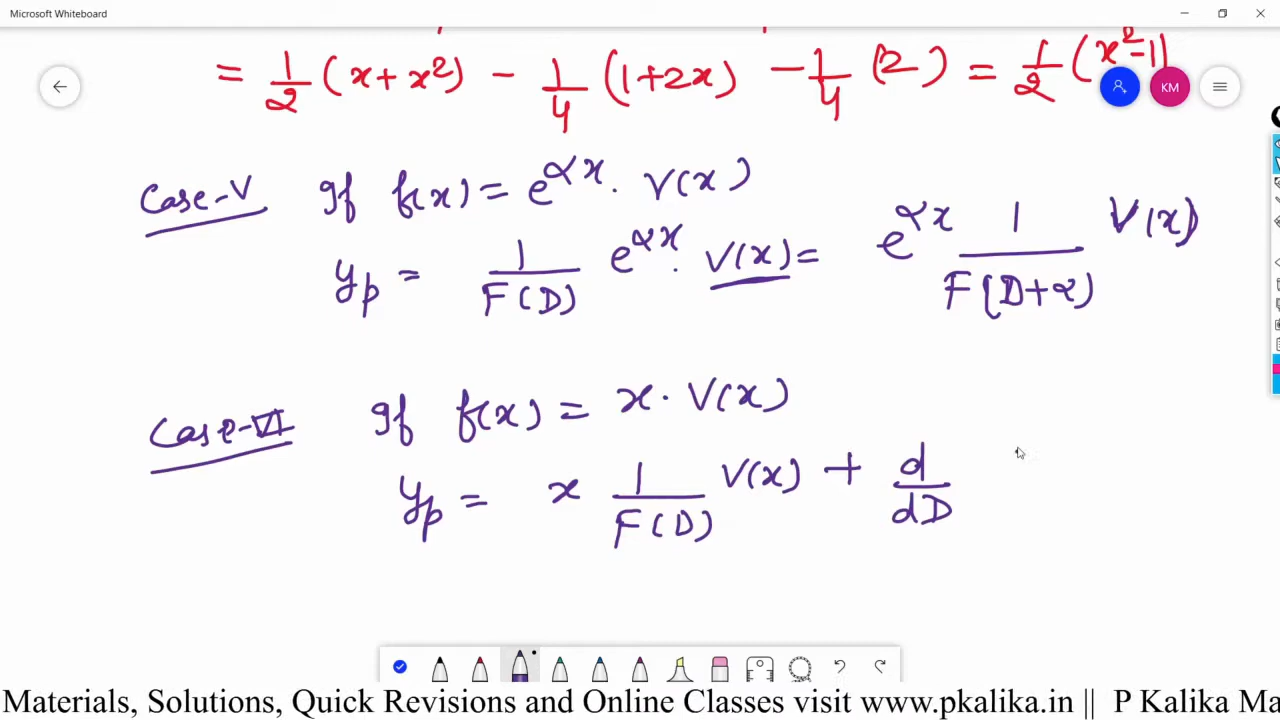 Microsoft Whiteboard
= 1/2 (x + x²) - 1/4 (1+2x) - 1/4 (2) = 1/2 (x²-1)
KM
Case-V If f(x) = e^{αx} . V(x)
y_p = 1/F(D) e^{αx} . V(x) = e^{αx} 1/F(D+α) V(x)
Case-VI If f(x) = x . V(x)
y_p = x 1/F(D) V(x) + d/dD
Materials, Solutions, Quick Revisions and Online Classes visit www.pkalika.in || P Kalika Ma